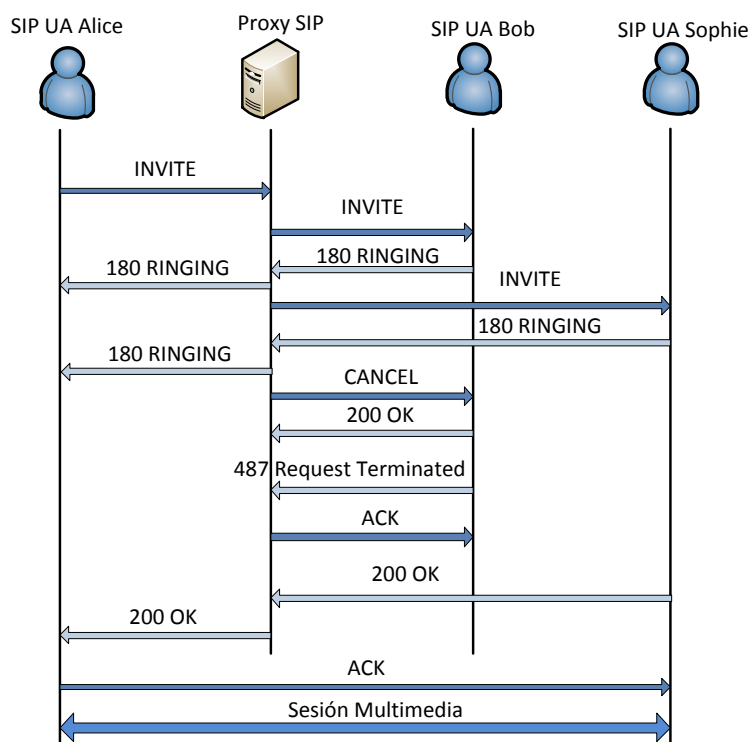 SIP UA Alice
Proxy SIP
SIP UA Bob
SIP UA Sophie
INVITE
INVITE
180 RINGING
180 RINGING
INVITE
180 RINGING
180 RINGING
CANCEL
200 OK
487 Request Terminated
ACK
200 OK
200 OK
ACK
Sesión Multimedia